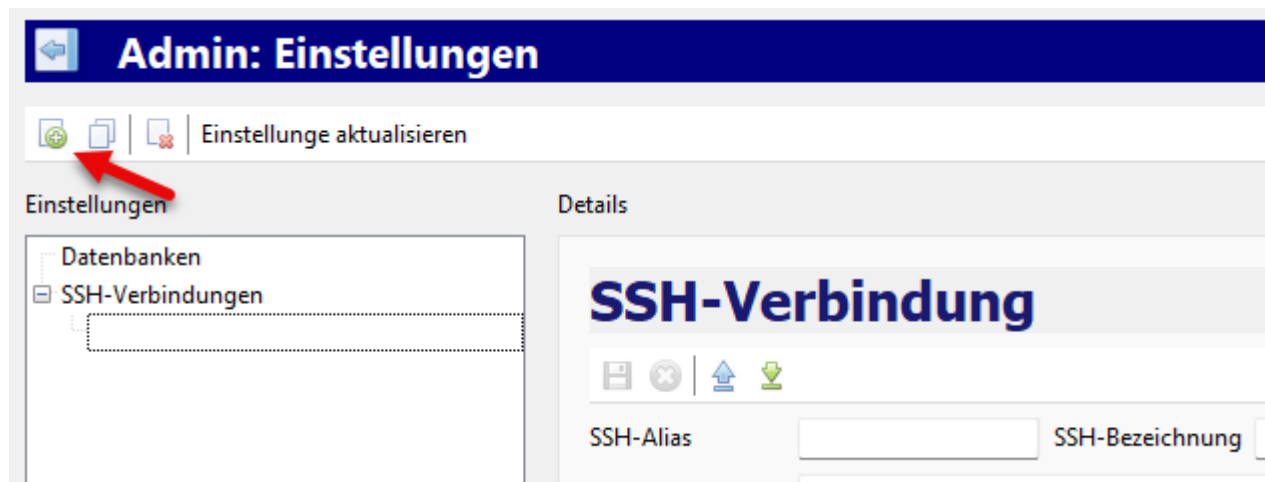 Admin: Einstellungen
Einstellunge aktualisieren
Einstellungen
Details
Datenbanken
SSH-Verbindungen
SSH-Verbindung
SSH-Alias
SSH-Bezeichnung